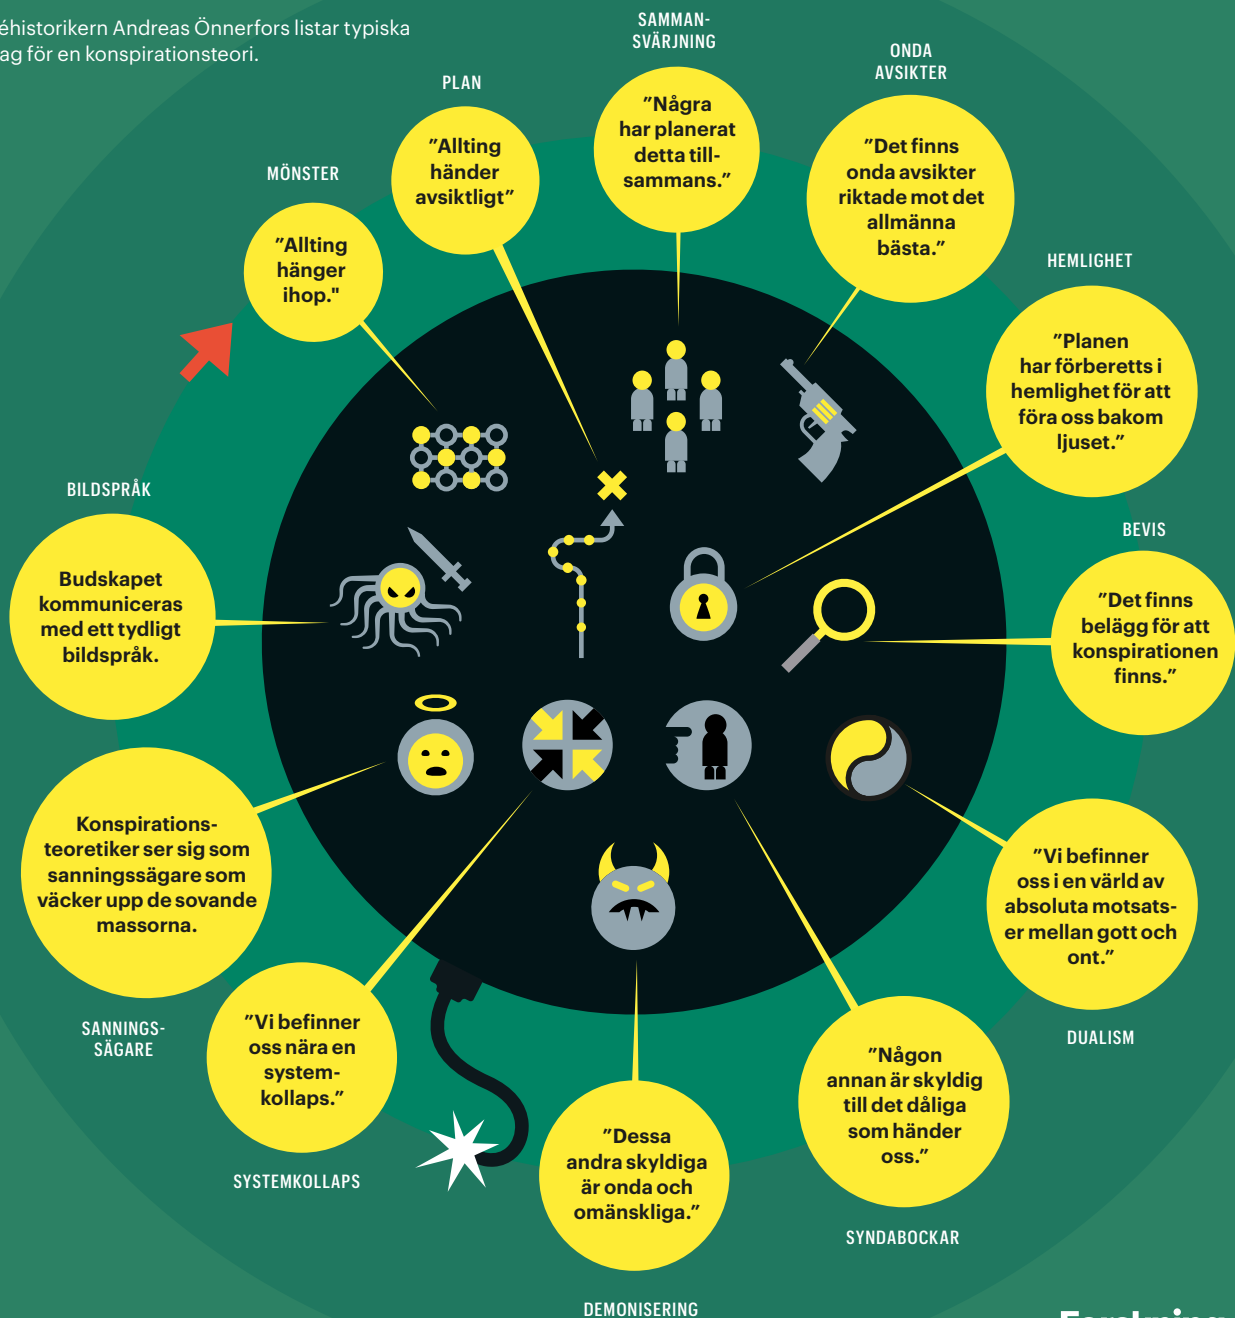 éhistorikern Andreas Önnerfors listar typiska
ag för en konspirationsteori.
MÖNSTER
"Allting
hänger
ihop."
PLAN
”Allting
händer
avsiktligt”
SAMMAN-
SVÄRJNING
”Några
har planerat
detta till-
sammans.”
ONDA
AVSIKTER
”Det finns
onda avsikter
riktade mot det
allmänna
bästa.”
HEMLIGHET
”Planen
har förberetts i
hemlighet för att
föra oss bakom
ljuset.”
BEVIS
”Det finns
belägg för att
konspirationen
finns.”
”Vi befinner
oss i en värld av
absoluta motsats-
er mellan gott och
ont.”
DUALISM
”Någon
annan är skyldig
till det dåliga
som händer
oss.”
SYNDABOCKAR
”Dessa
andra skyldiga
är onda och
omänskliga.”
DEMONISERING
”Vi befinner
oss nära en
system-
kollaps.”
SYSTEMKOLLAPS
Konspirations-
teoretiker ser sig som
sanningssägare som
väcker upp de sovande
massorna.
SANNINGS-
SÄGARE
BILDSPRÅK
Budskapet
kommuniceras
med ett tydligt
bildspråk.
Forskning